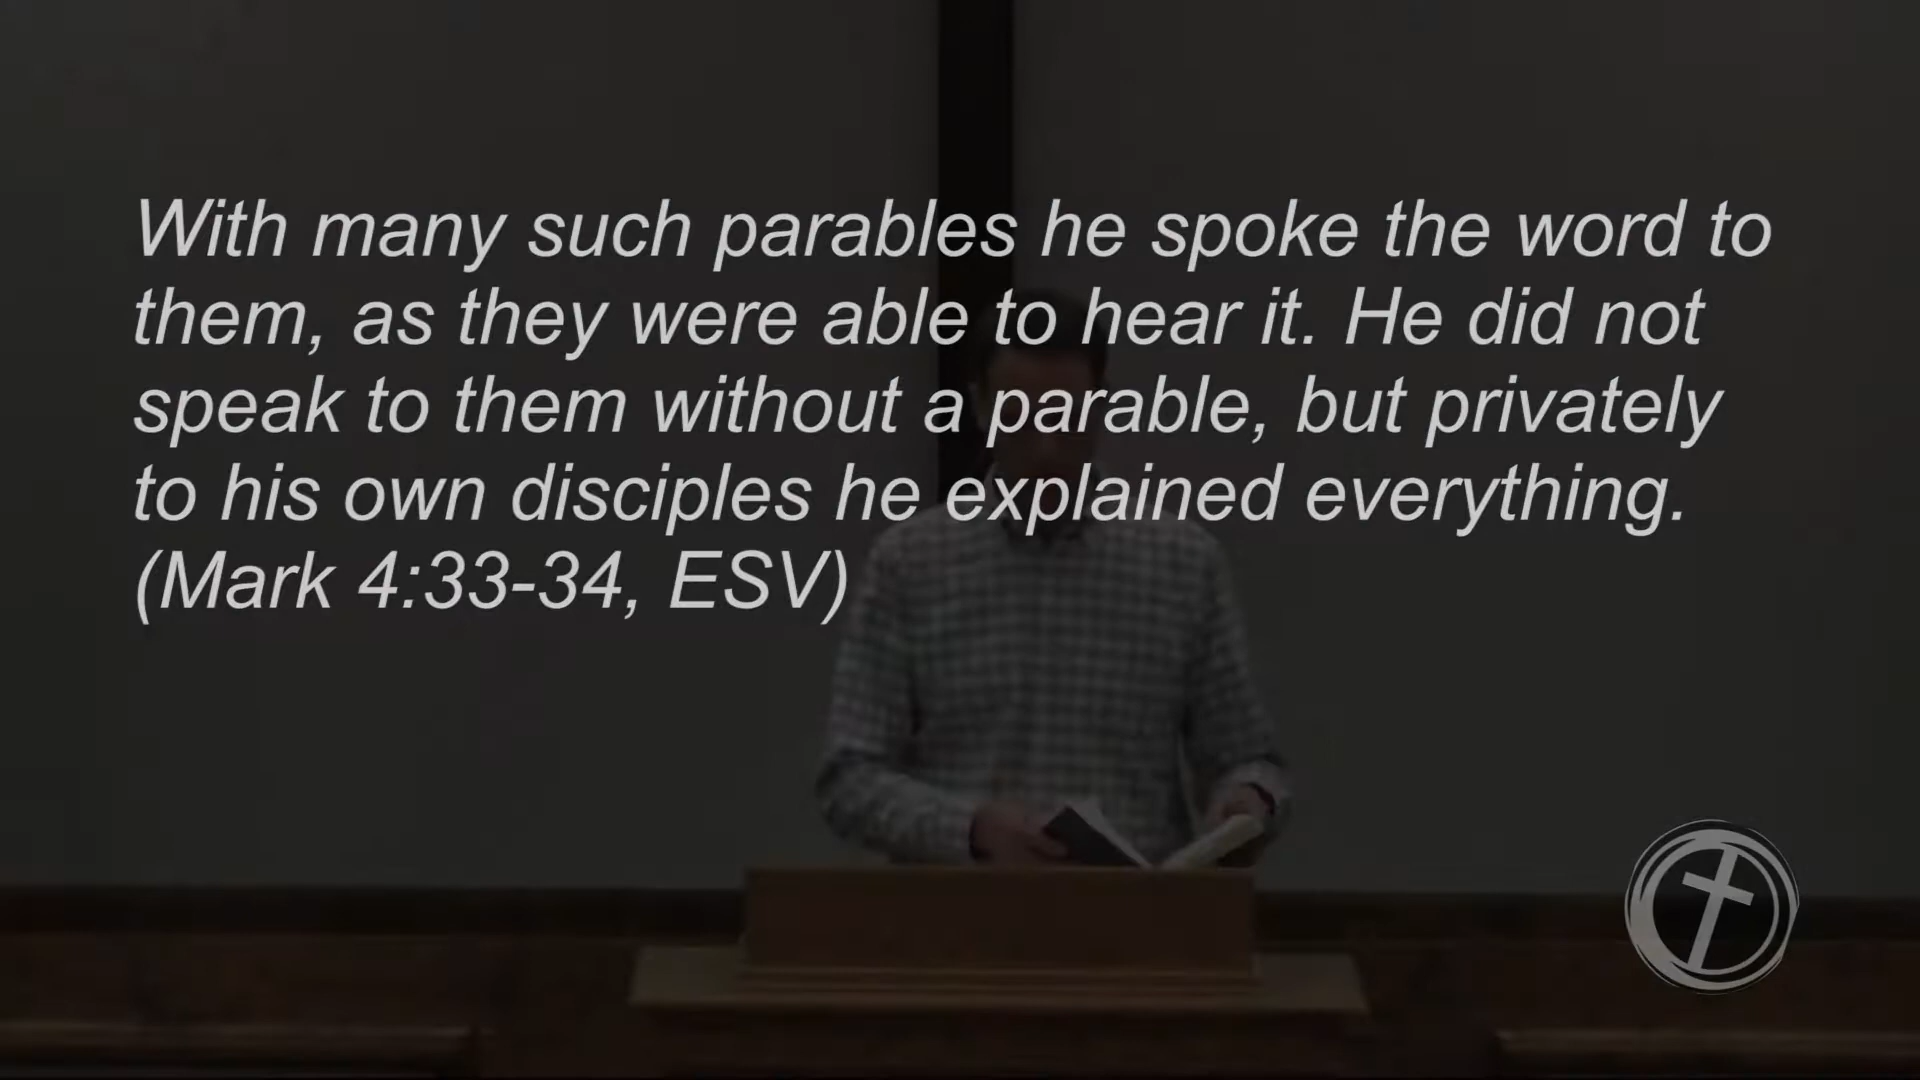 With many such parables he spoke the word to
them, as they were able to hear it. He did not
speak to them without a parable, but privately
to his own disciples he explained everything.
(Mark 4:33-34, ESV)